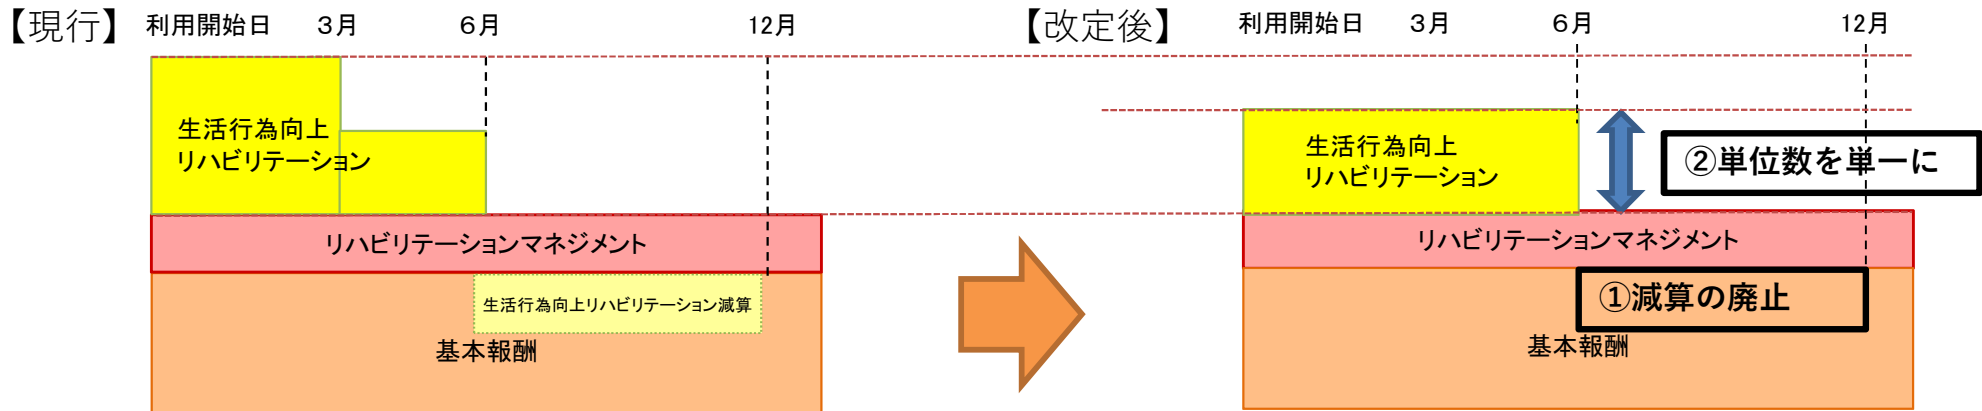 【現行】 利用開始日 ３月 ６月 12月
生活行為向上
リハビリテーション
リハビリテーションマネジメント
生活行為向上リハビリテーション減算
基本報酬
【改定後】 利用開始日 ３月 ６月 12月
生活行為向上
リハビリテーション
②単位数を単一に
リハビリテーションマネジメント
①減算の廃止
基本報酬